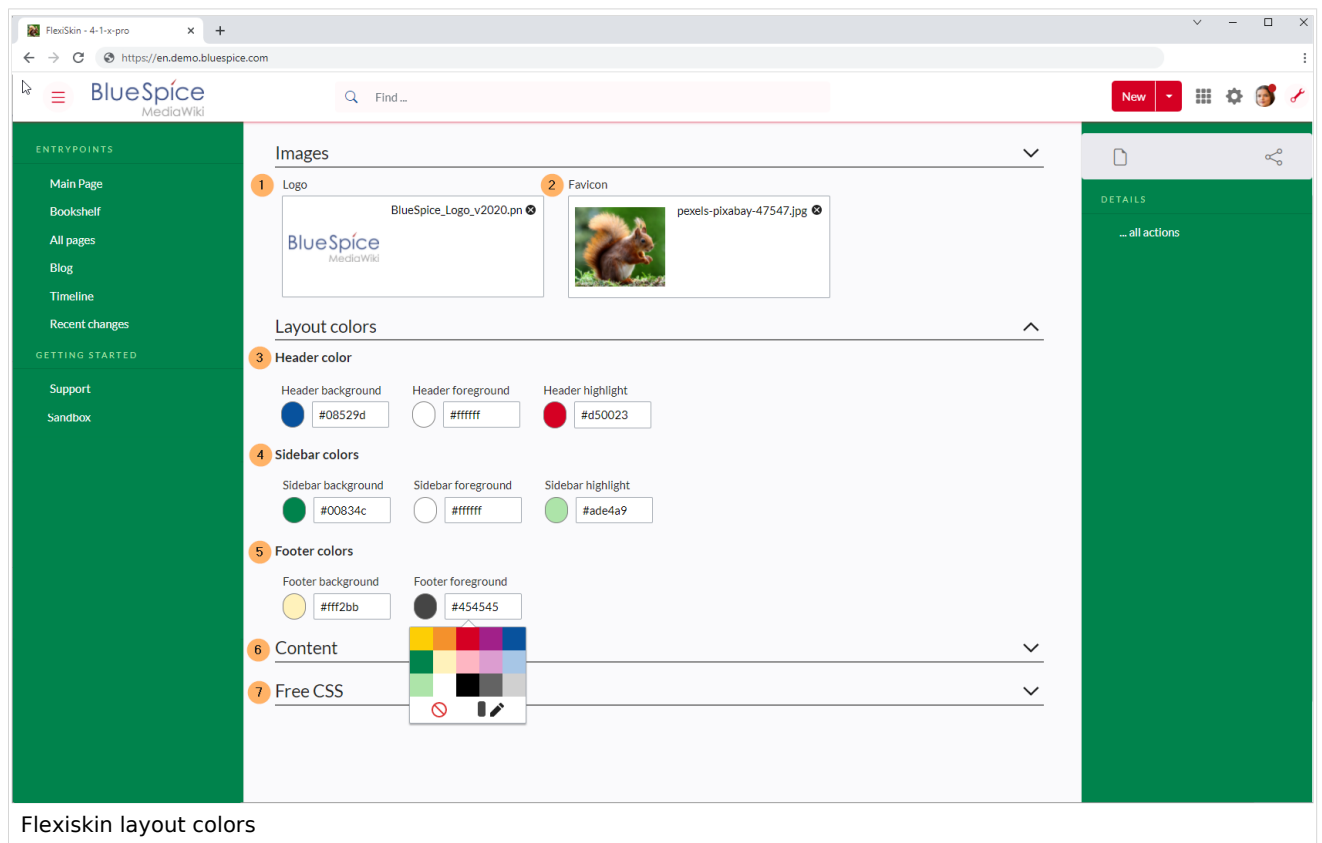 FlexiSkin - 4-1-x-pro
https://en.demo.bluespice.com
BlueSpice
MediaWiki
Find ...
New
ENTRYPOINTS
Main Page
Bookshelf
All pages
Blog
Timeline
Recent changes
GETTING STARTED
Support
Sandbox
Images
1 Logo 2 Favicon
BlueSpice_Logo_v2020.pn pexels-pixabay-47547.jpg
BlueSpice
MediaWiki
Layout colors
3 Header color
Header background Header foreground Header highlight
#08529d #ffffff #d50023
4 Sidebar colors
Sidebar background Sidebar foreground Sidebar highlight
#00834c #ffffff #ade4a9
5 Footer colors
Footer background Footer foreground
#fff2bb #454545
6 Content
7 Free CSS
DETAILS
... all actions
Flexiskin layout colors